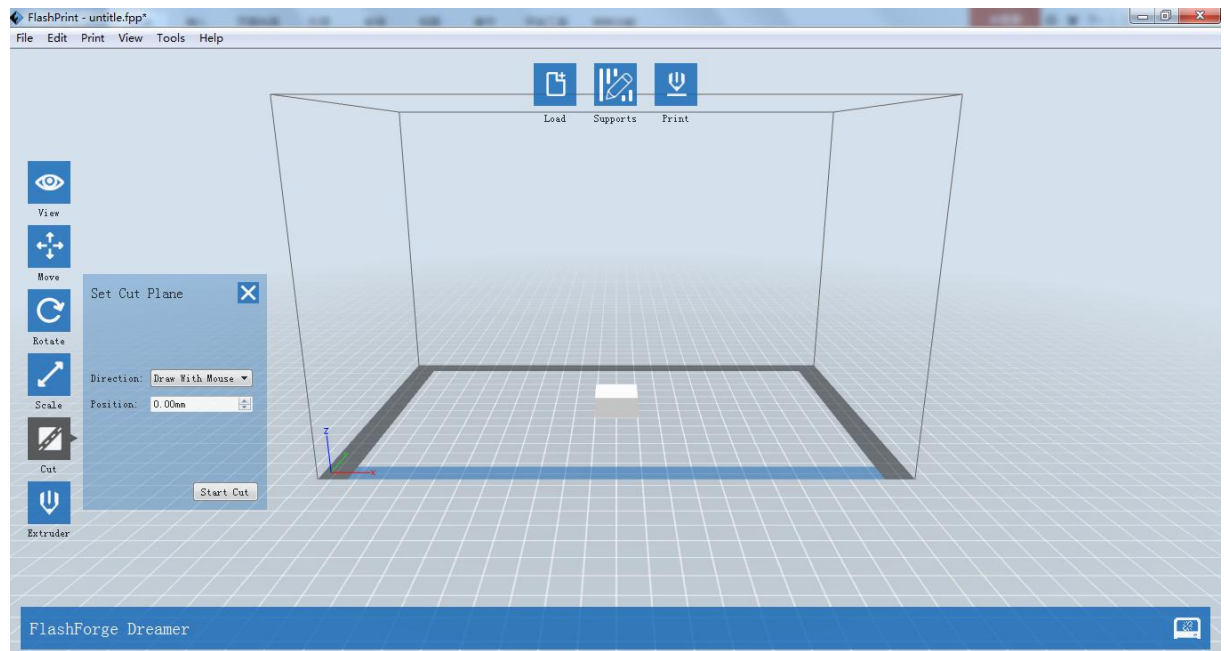 FlashPrint - untitle.fpp*
File Edit Print View Tools Help
Load Supports Print
View
Move
Set Cut Plane
Rotate
Direction: Draw With Mouse
Scale
Position: 0.00mm
Z
X
Cut
Start Cut
Extruder
FlashForge Dreamer